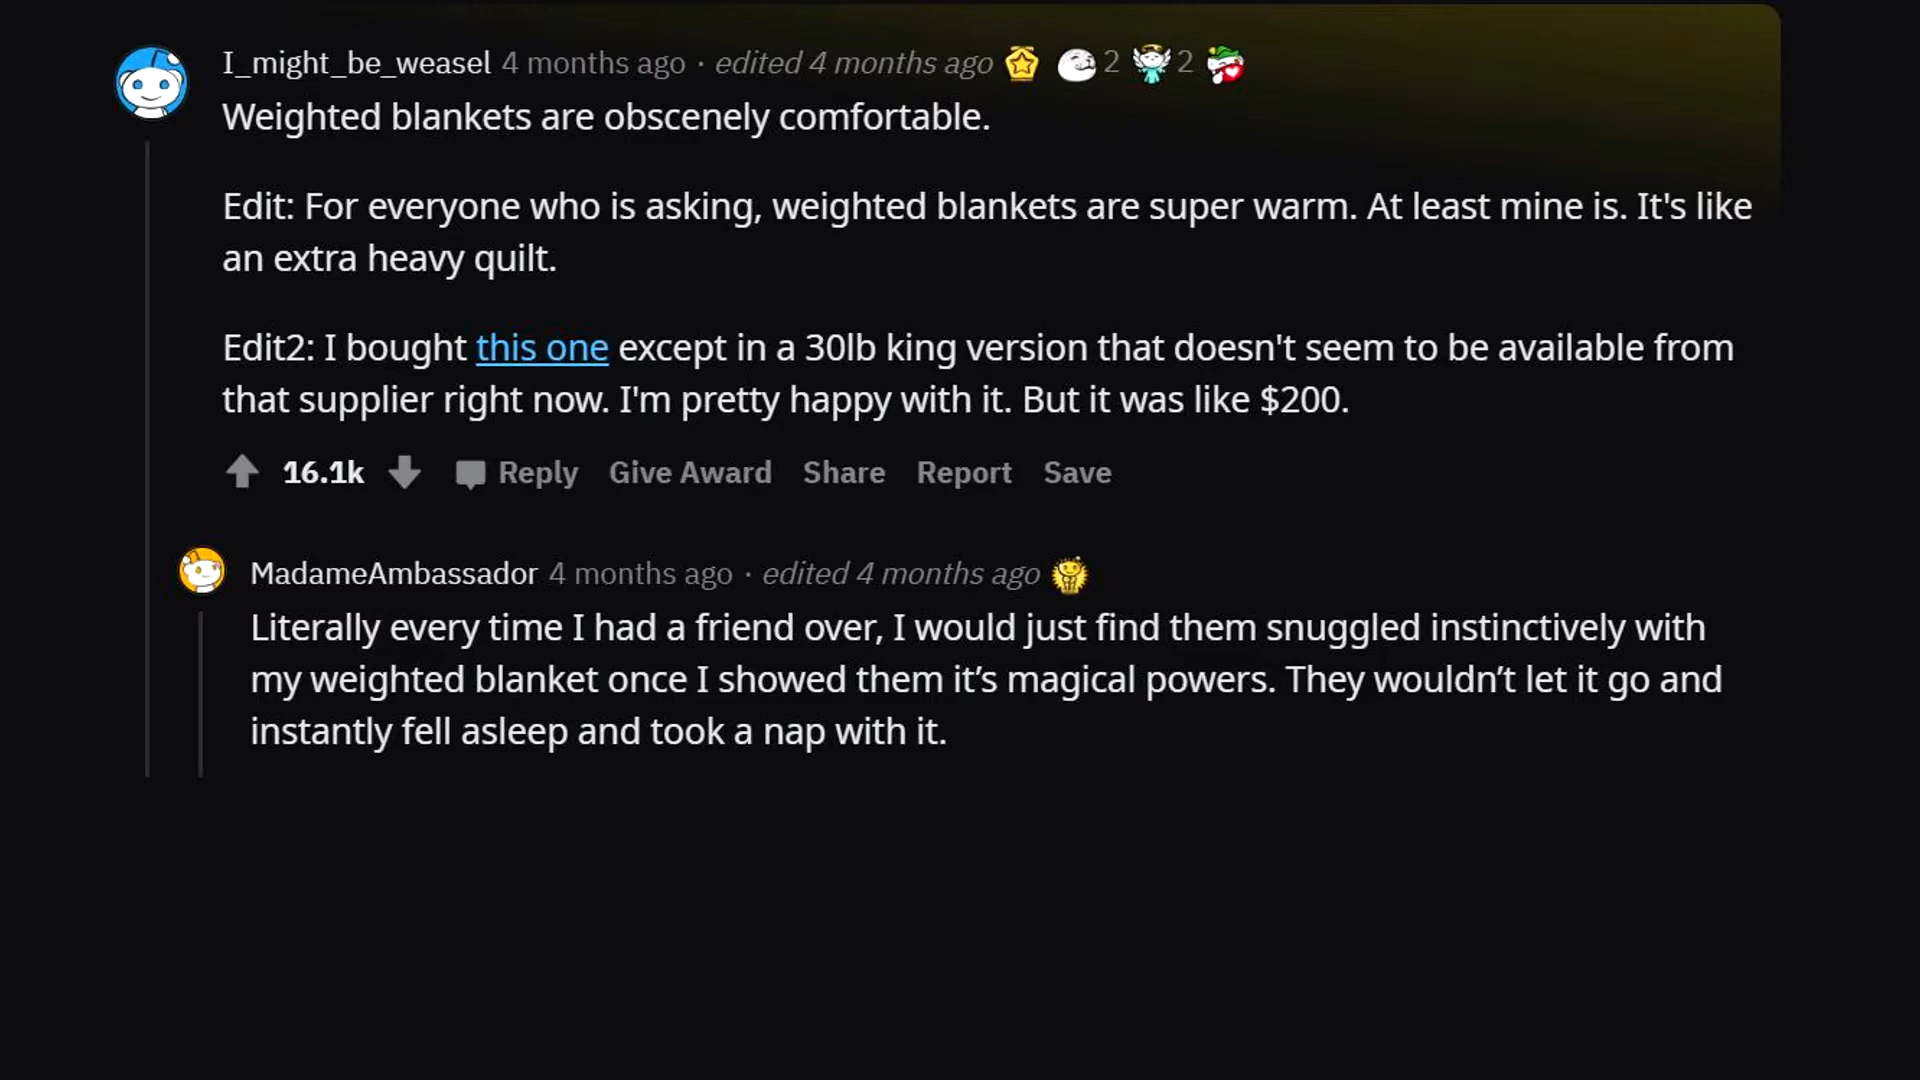 I_might_be_weasel 4 months ago · edited 4 months ago 2 2
Weighted blankets are obscenely comfortable.
Edit: For everyone who is asking, weighted blankets are super warm. At least mine is. It's like
an extra heavy quilt.
Edit2: I bought this one except in a 30lb king version that doesn't seem to be available from
that supplier right now. I'm pretty happy with it. But it was like $200.
16.1k Reply Give Award Share Report Save
MadameAmbassador 4 months ago · edited 4 months ago
Literally every time I had a friend over, I would just find them snuggled instinctively with
my weighted blanket once I showed them it’s magical powers. They wouldn’t let it go and
instantly fell asleep and took a nap with it.